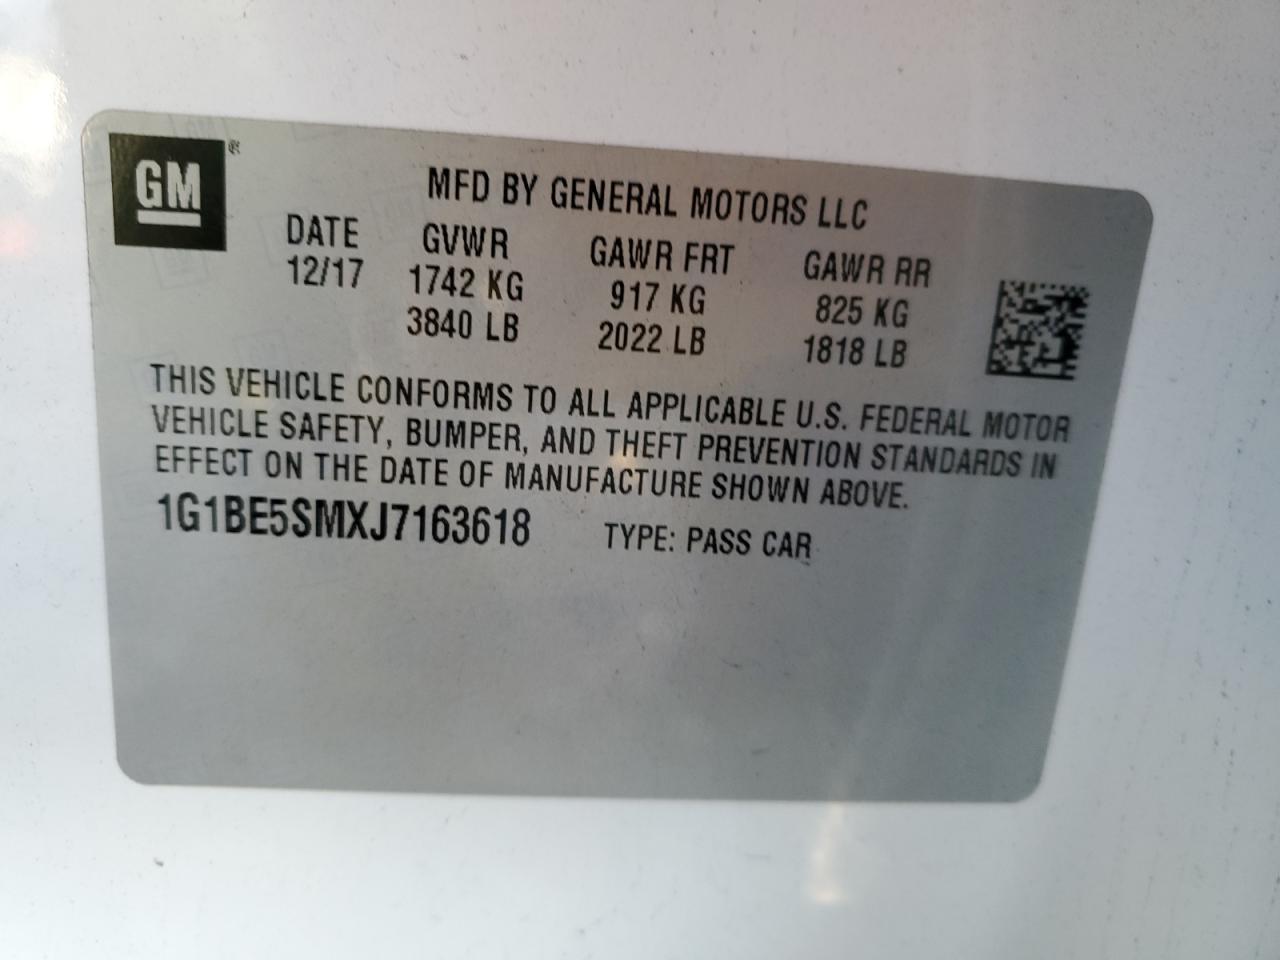 GM
MFD BY GENERAL MOTORS LLC
DATE GVWR GAWR FRT GAWR RR
12/17 1742 KG 917 KG 825 KG
3840 LB 2022 LB 1818 LB
THIS VEHICLE CONFORMS TO ALL APPLICABLE U.S. FEDERAL MOTOR
VEHICLE SAFETY, BUMPER, AND THEFT PREVENTION STANDARDS IN
EFFECT ON THE DATE OF MANUFACTURE SHOWN ABOVE.
1G1BE5SMXJ7163618 TYPE: PASS CAR